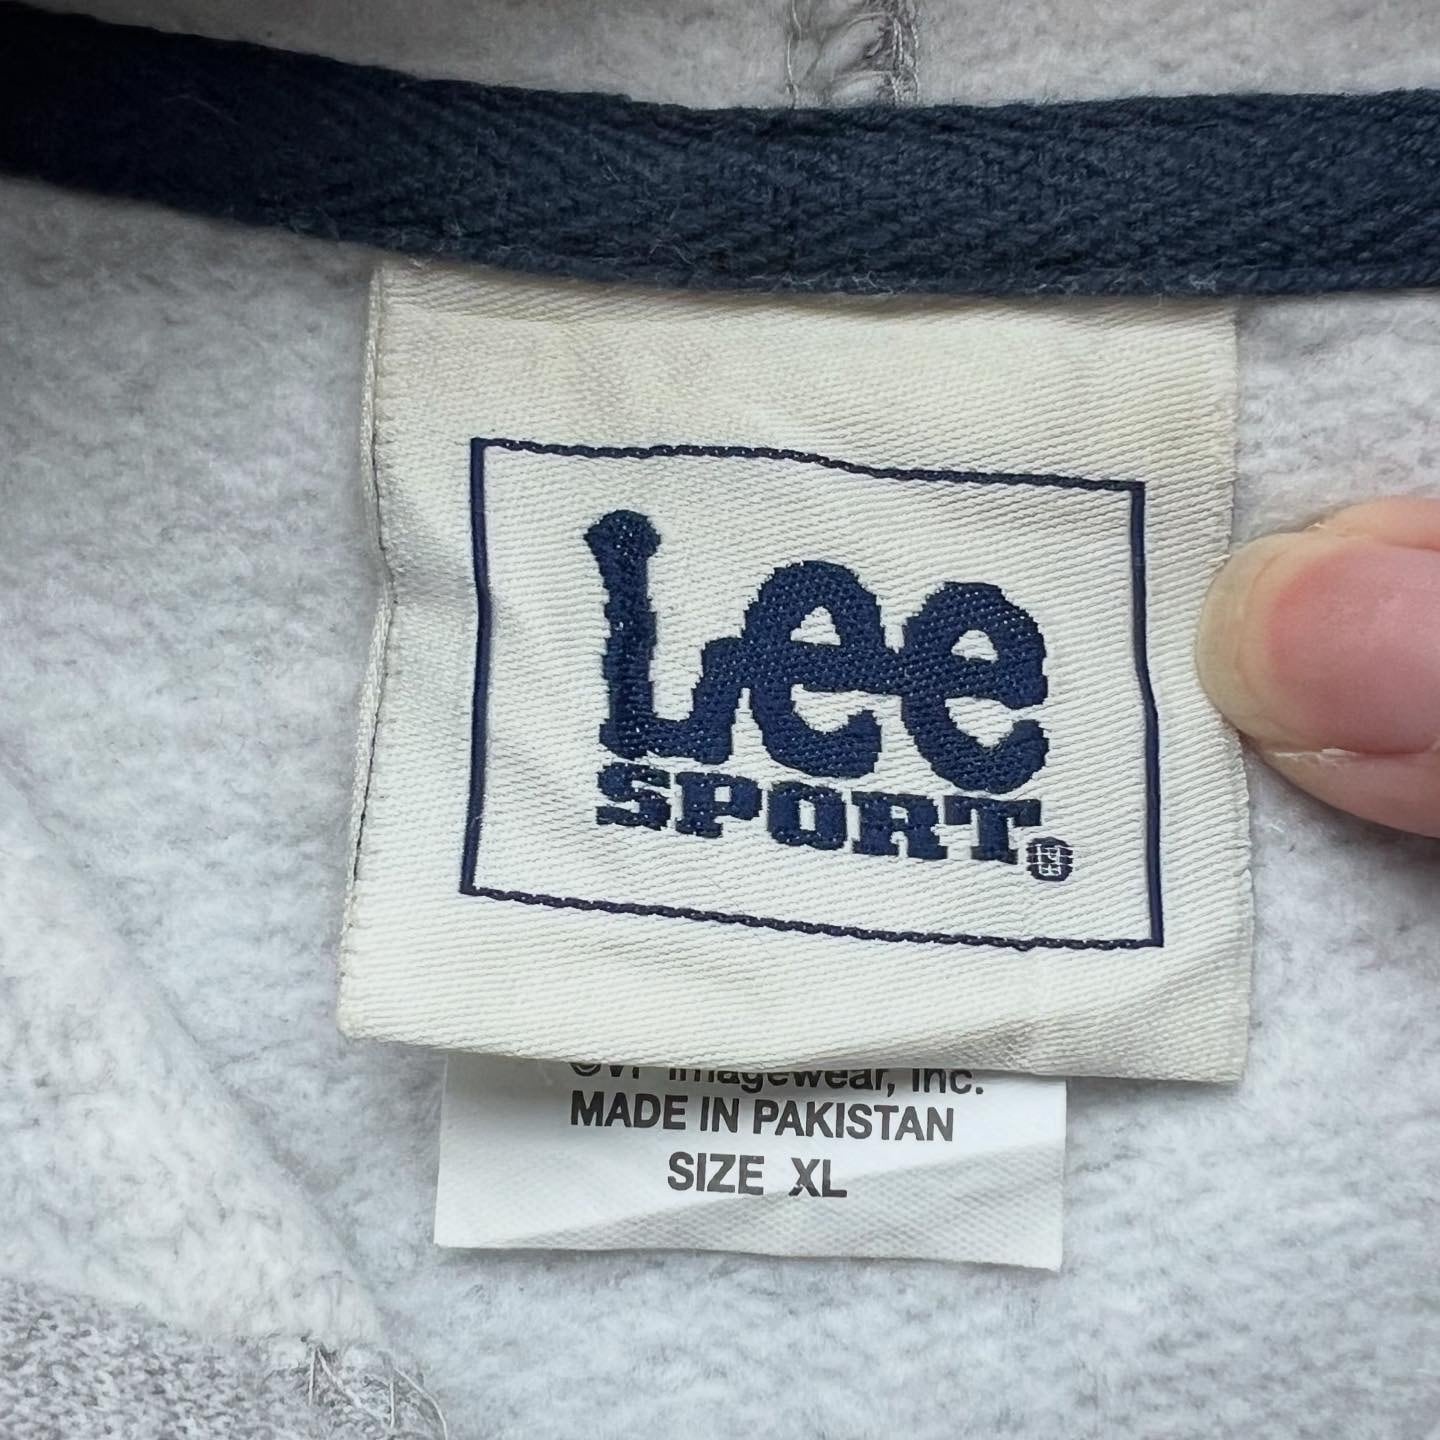 Lee
SPORT®
©VF Imagewear, Inc.
MADE IN PAKISTAN
SIZE XL